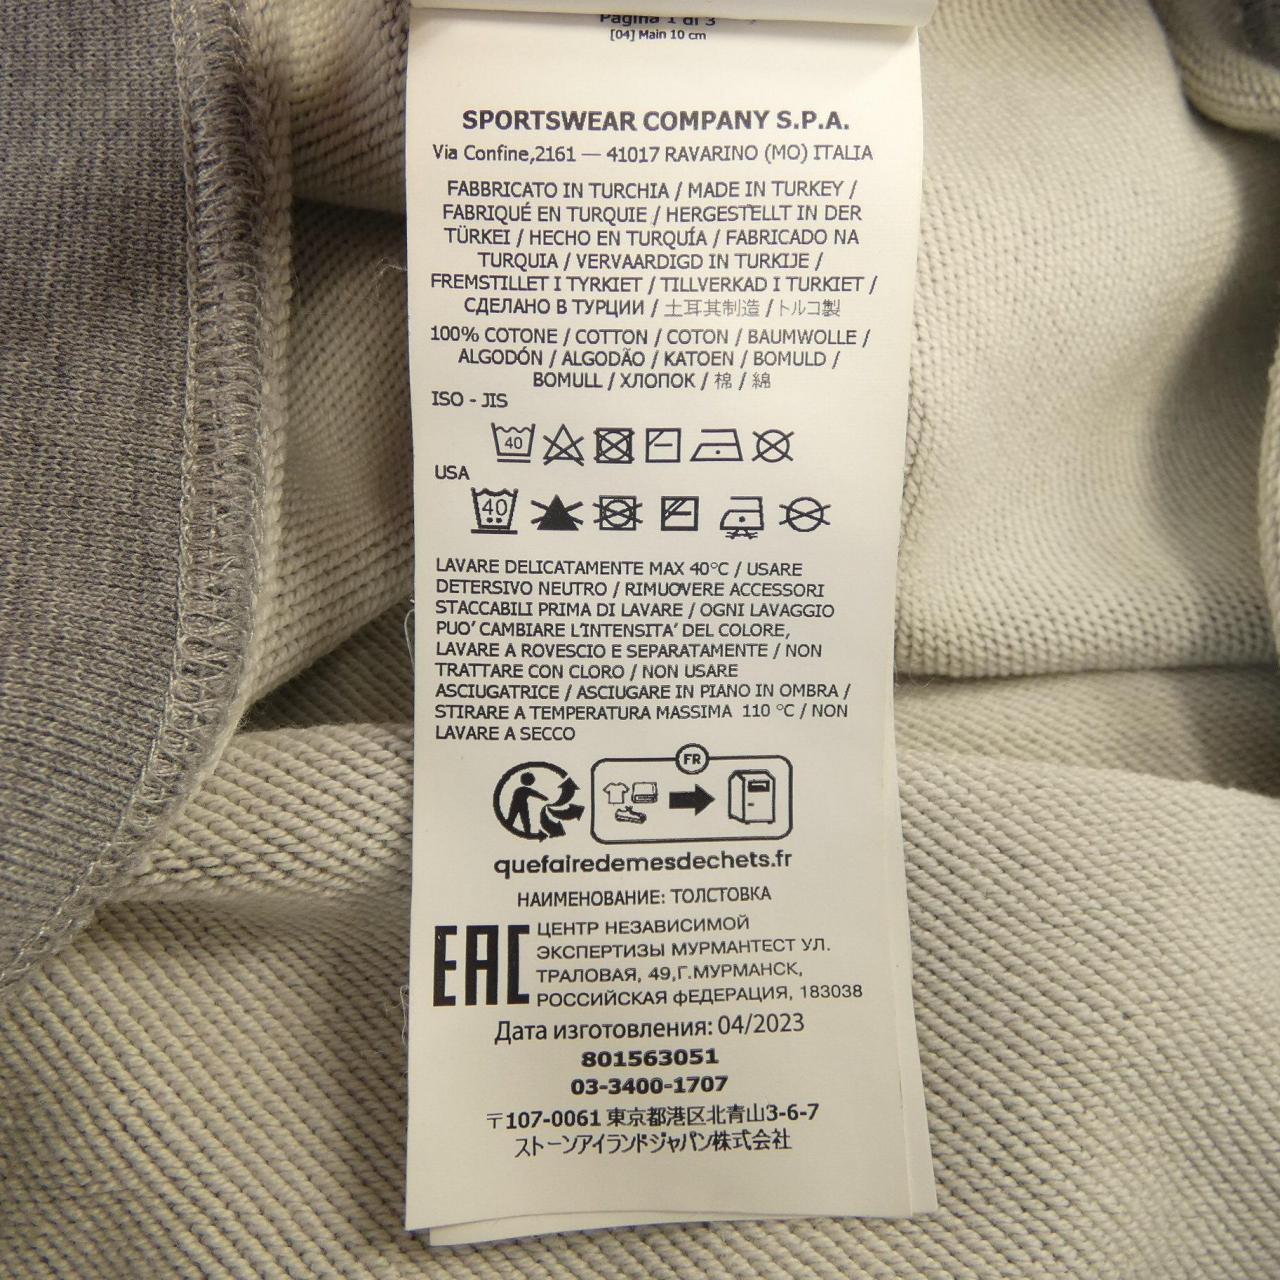 Pagina 1 di 3
[04] Main 10 cm
SPORTSWEAR COMPANY S.P.A.
Via Confine,2161 — 41017 RAVARINO (MO) ITALIA
FABBRICATO IN TURCHIA / MADE IN TURKEY /
FABRIQUÉ EN TURQUIE / HERGESTELLT IN DER
TÜRKEI / HECHO EN TURQUÍA / FABRICADO NA
TURQUIA / VERVAARDIGD IN TURKIJE /
FREMSTILLET I TYRKIET / TILLVERKAD I TURKIET /
СДЕЛАНО В ТУРЦИИ / 土耳其制造 / トルコ製
100% COTONE / COTTON / COTON / BAUMWOLLE /
ALGODÓN / ALGODÃO / KATOEN / BOMULD /
BOMULL / ХЛОПОК / 棉 / 綿
ISO - JIS
40
USA
40
LAVARE DELICATAMENTE MAX 40°C / USARE
DETERSIVO NEUTRO / RIMUOVERE ACCESSORI
STACCABILI PRIMA DI LAVARE / OGNI LAVAGGIO
PUO' CAMBIARE L'INTENSITA' DEL COLORE,
LAVARE A ROVESCIO E SEPARATAMENTE / NON
TRATTARE CON CLORO / NON USARE
ASCIUGATRICE / ASCIUGARE IN PIANO IN OMBRA /
STIRARE A TEMPERATURA MASSIMA 110 °C / NON
LAVARE A SECCO
FR
quefairedemesdechets.fr
НАИМЕНОВАНИЕ: ТОЛСТОВКА
EAC
ЦЕНТР НЕЗАВИСИМОЙ
ЭКСПЕРТИЗЫ МУРМАНТЕСТ УЛ.
ТРАЛОВАЯ, 49,Г.МУРМАНСК,
РОССИЙСКАЯ фЕДЕРАЦИЯ, 183038
Дата изготовления: 04/2023
801563051
03-3400-1707
〒107-0061 東京都港区北青山3-6-7
ストーンアイランドジャパン株式会社